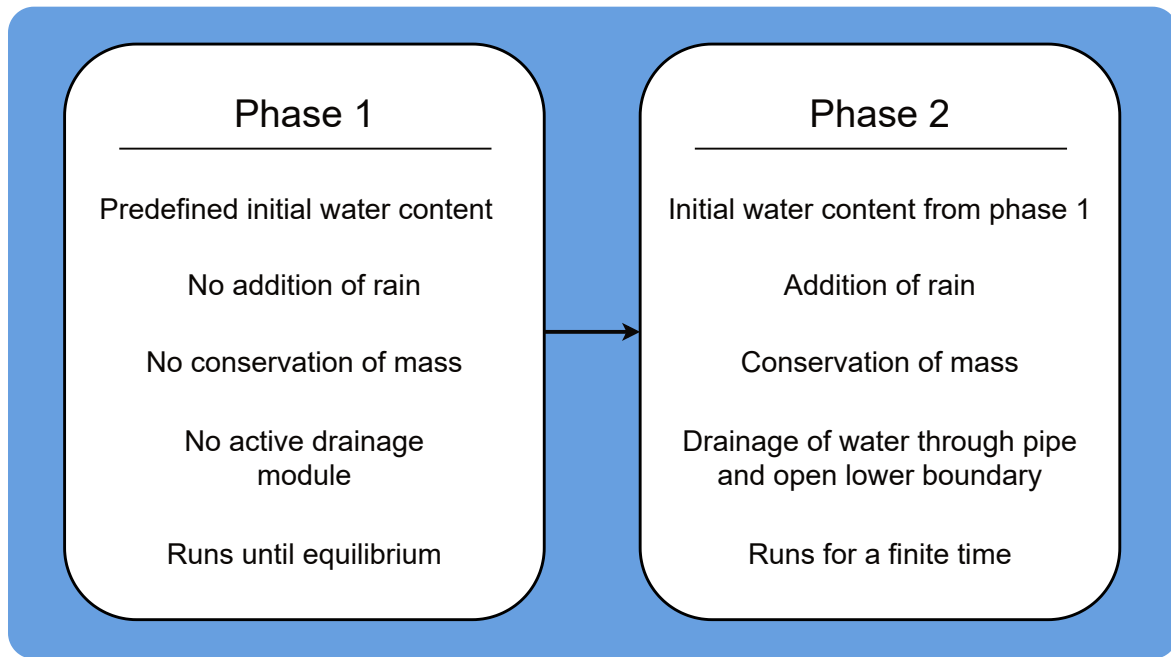 Phase 1
Predefined initial water content
No addition of rain
No conservation of mass
No active drainage
module
Runs until equilibrium
Phase 2
Initial water content from phase 1
Addition of rain
Conservation of mass
Drainage of water through pipe
and open lower boundary
Runs for a finite time